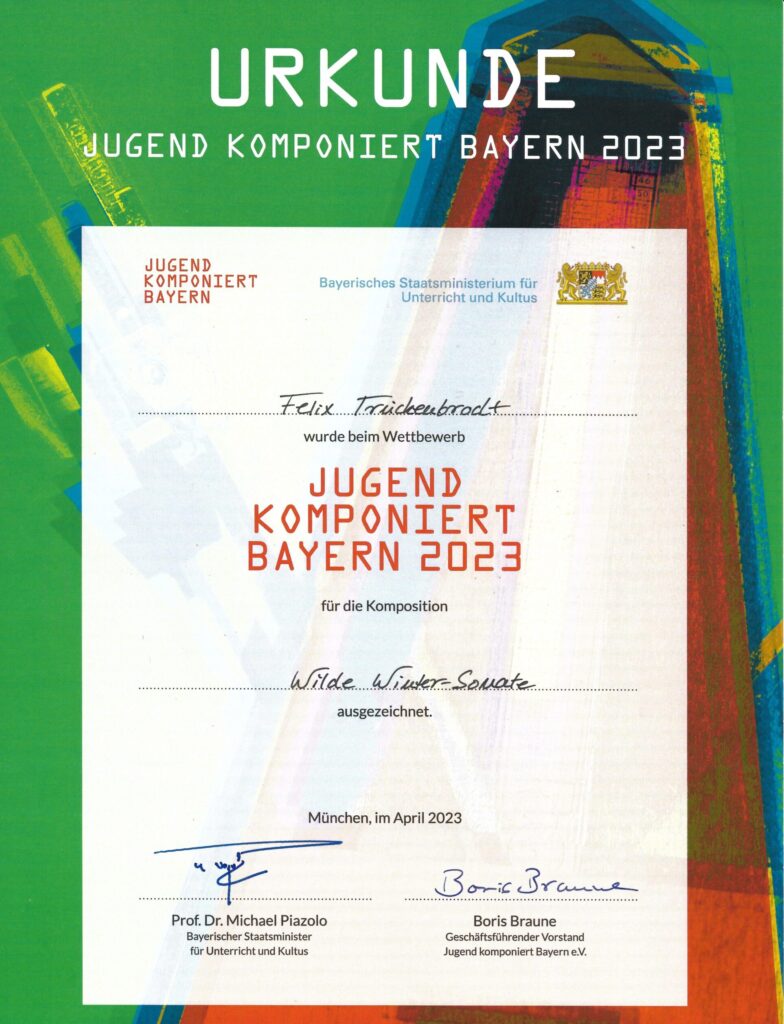 URKUNDE
JUGEND KOMPONIERT BAYERN 2023
JUGEND
KOMPONIERT
BAYERN
Bayerisches Staatsministerium für
Unterricht und Kultus
Felix Truckenbrodt
wurde beim Wettbewerb
JUGEND
KOMPONIERT
BAYERN 2023
für die Komposition
Wilde Winter-Sonate
ausgezeichnet.
München, im April 2023
Boris Braune
Prof. Dr. Michael Piazolo
Bayerischer Staatsminister
für Unterricht und Kultus
Boris Braune
Geschäftsführender Vorstand
Jugend komponiert Bayern e.V.